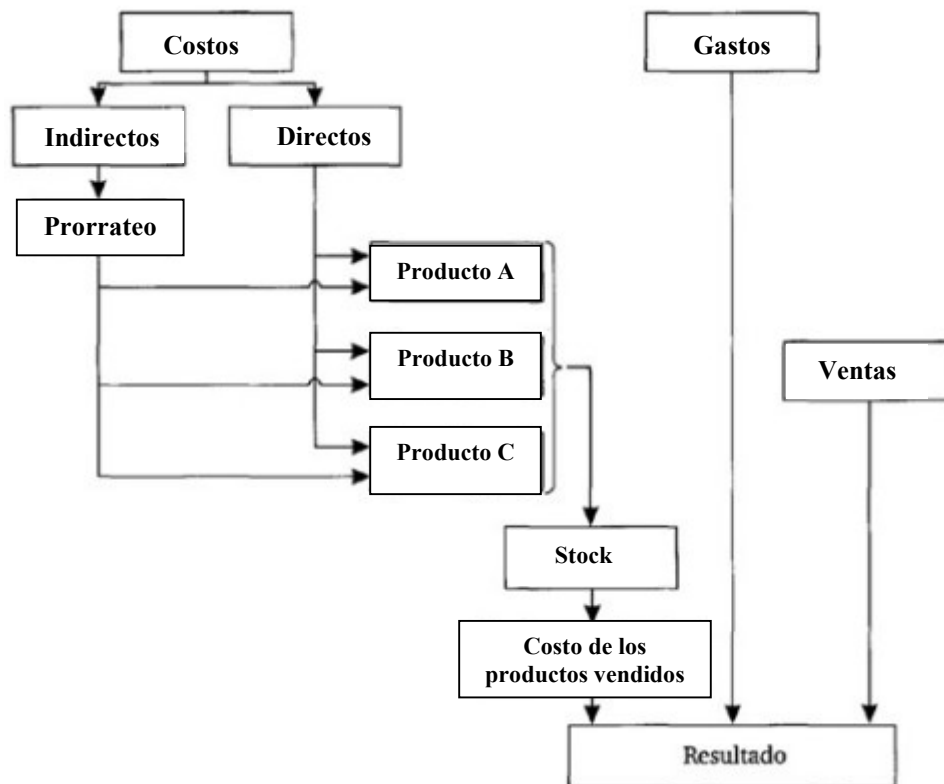 Costos
Gastos
Indirectos
Directos
Prorrateo
Producto A
Producto B
Ventas
Producto C
Stock
Costo de los
productos vendidos
Resultado